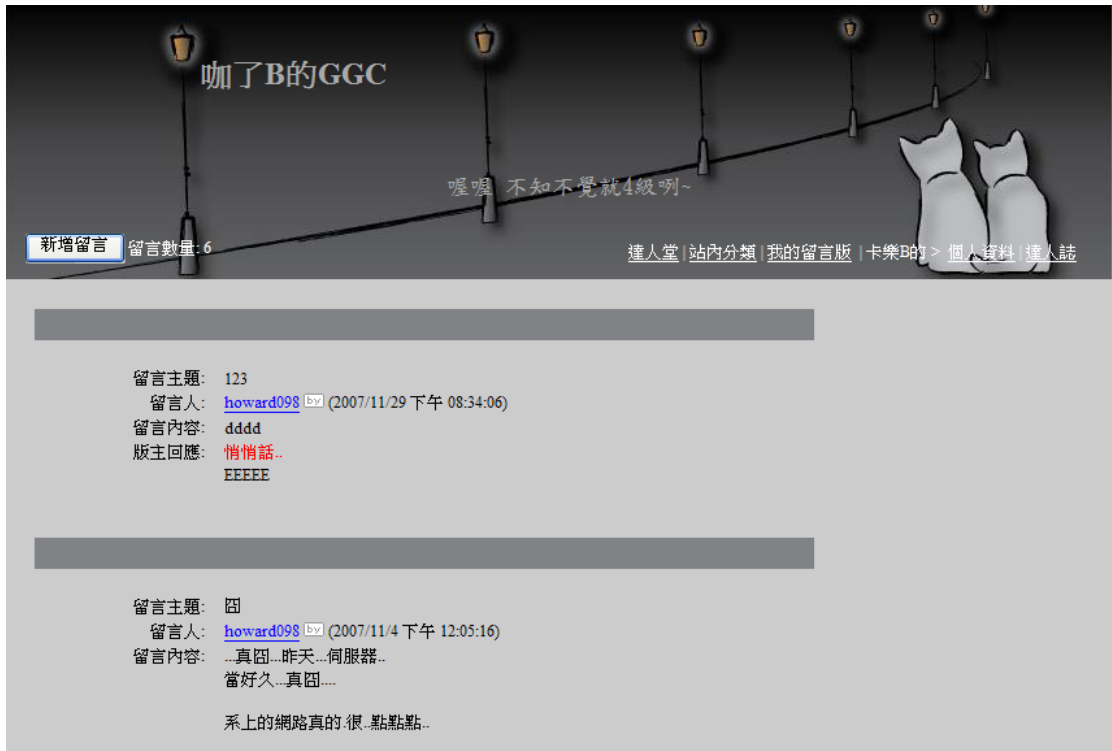 咖了B的GGC
喔喔 不知不覺就4級咧~
新增留言 留言數量: 6
達人堂 | 站內分類 | 我的留言版 | 卡樂B的 > 個人資料 | 達人誌
留言主題: 123
留言人: howard098 by (2007/11/29 下午 08:34:06)
留言內容: dddd
版主回應: 悄悄話..
EEEEE
留言主題: 囧
留言人: howard098 by (2007/11/4 下午 12:05:16)
留言內容: ...真囧...昨天...伺服器..
當好久...真囧....
系上的網路真的.很..點點點..